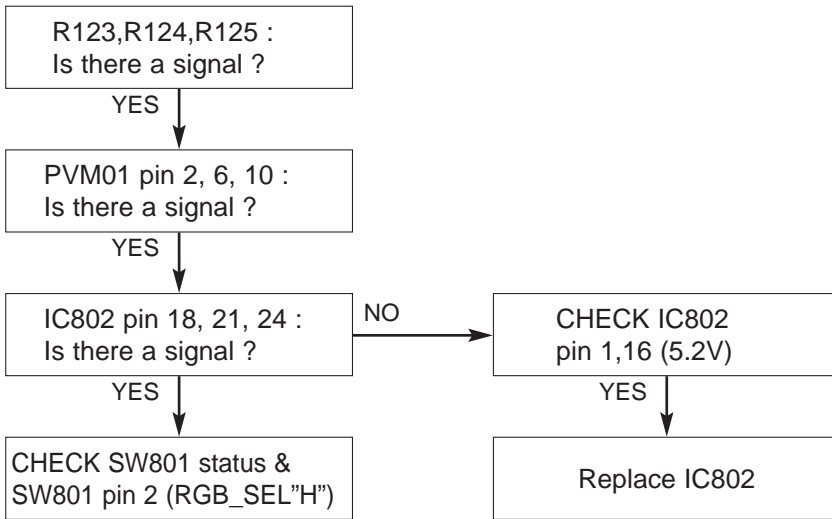 R123,R124,R125 :
Is there a signal ?
YES
PVM01 pin 2, 6, 10 :
Is there a signal ?
YES
IC802 pin 18, 21, 24 :
Is there a signal ?
NO
CHECK IC802
pin 1,16 (5.2V)
YES
YES
CHECK SW801 status &
SW801 pin 2 (RGB_SEL”H”)
Replace IC802